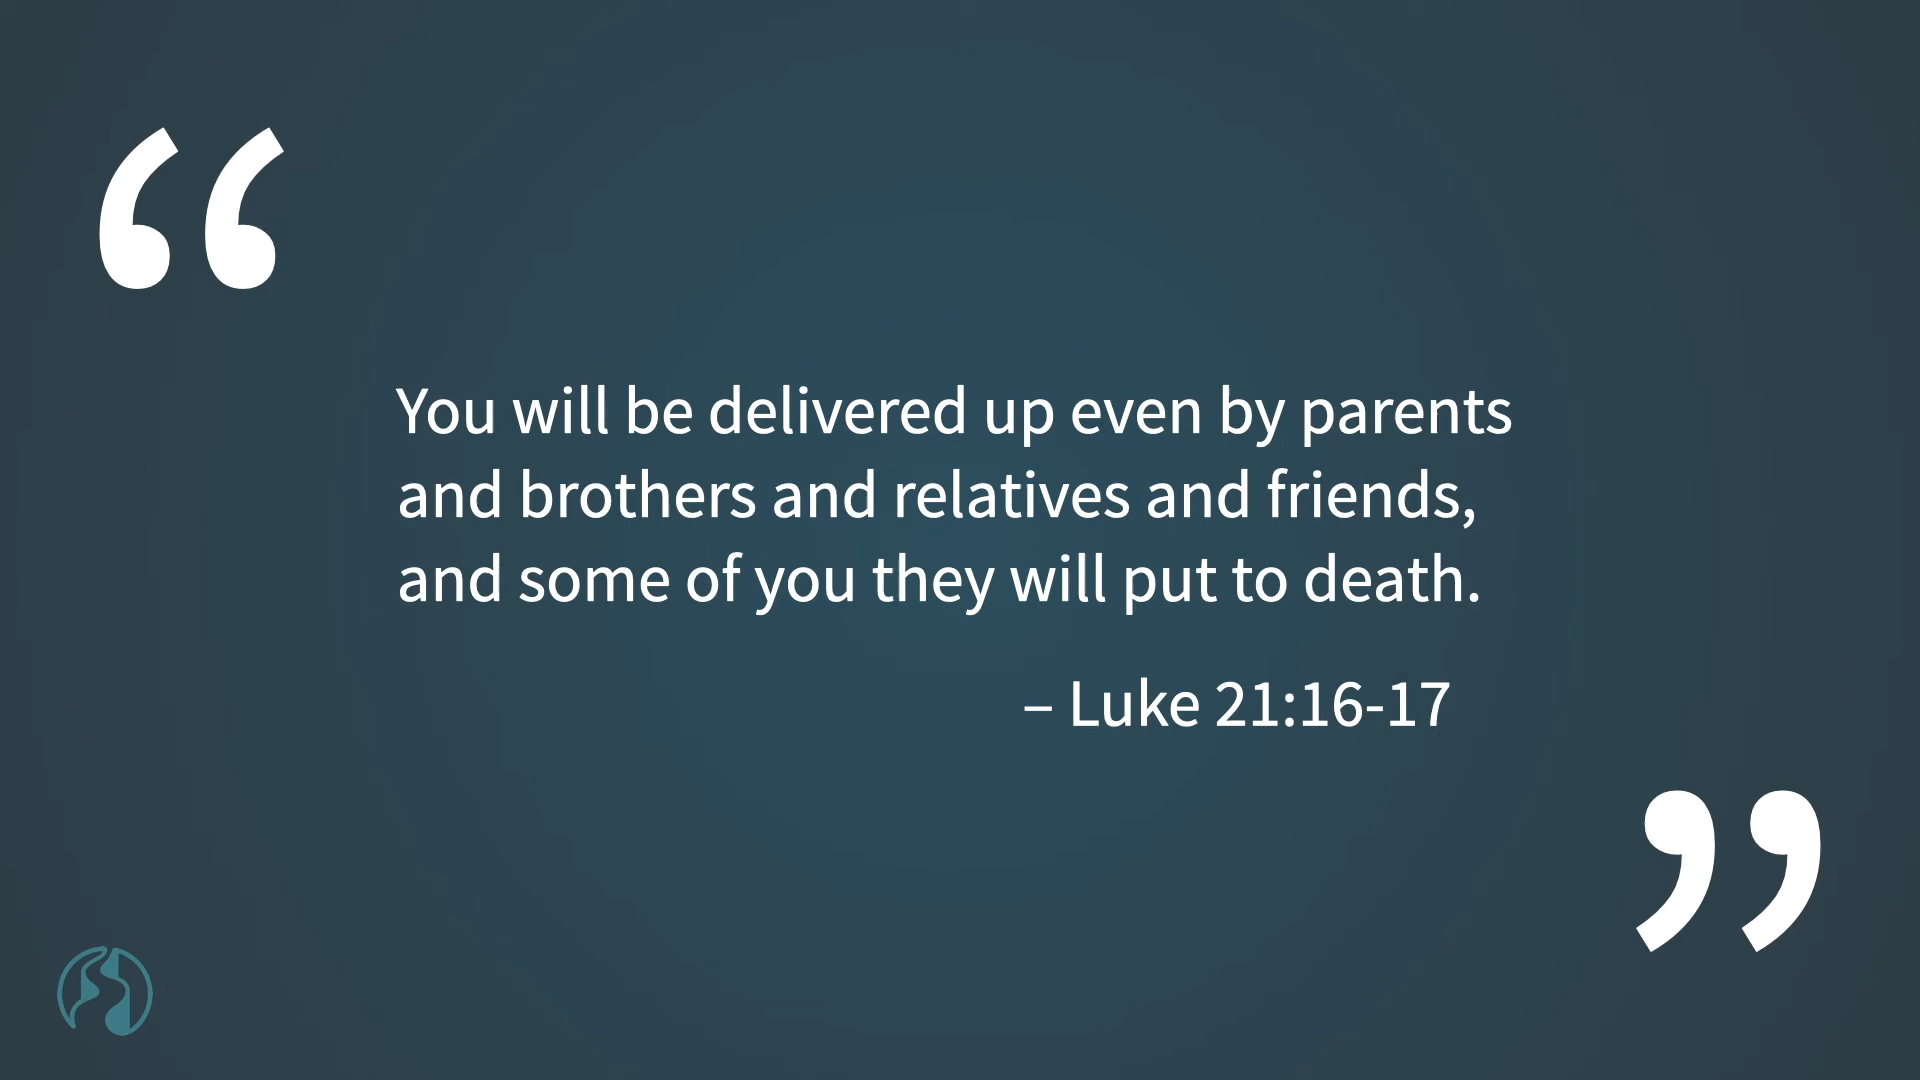 “
You will be delivered up even by parents
and brothers and relatives and friends,
and some of you they will put to death.
– Luke 21:16-17
”